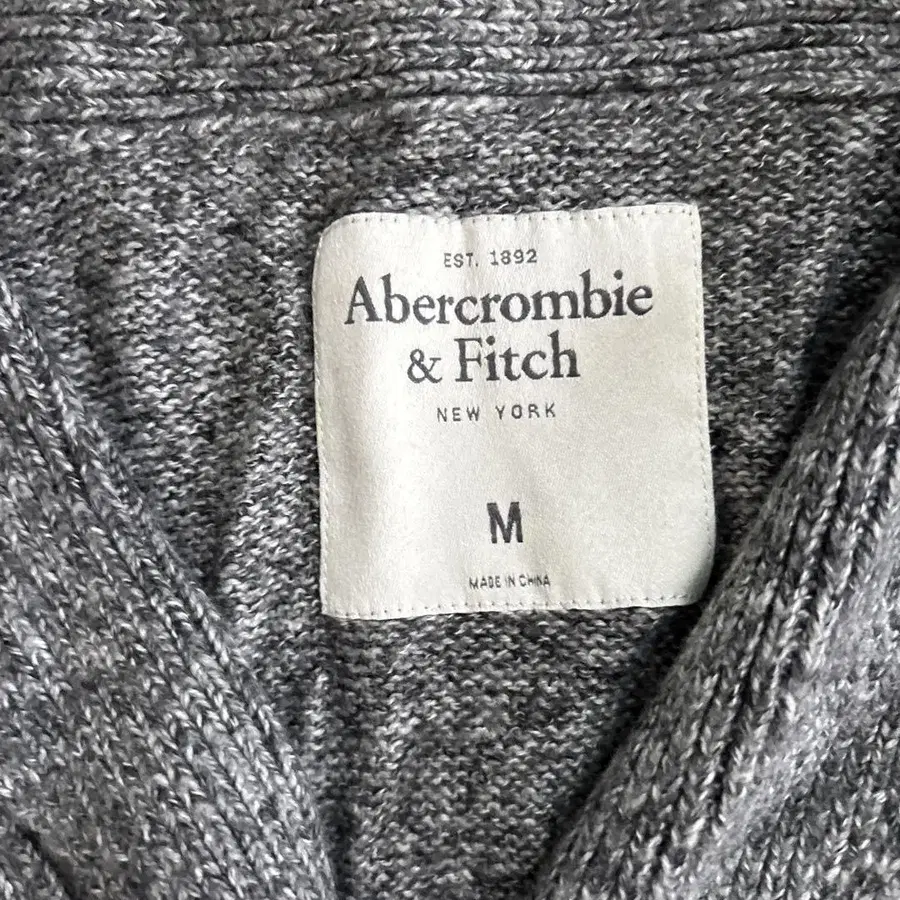 EST. 1892
Abercrombie
& Fitch
NEW YORK
M
MADE IN CHINA